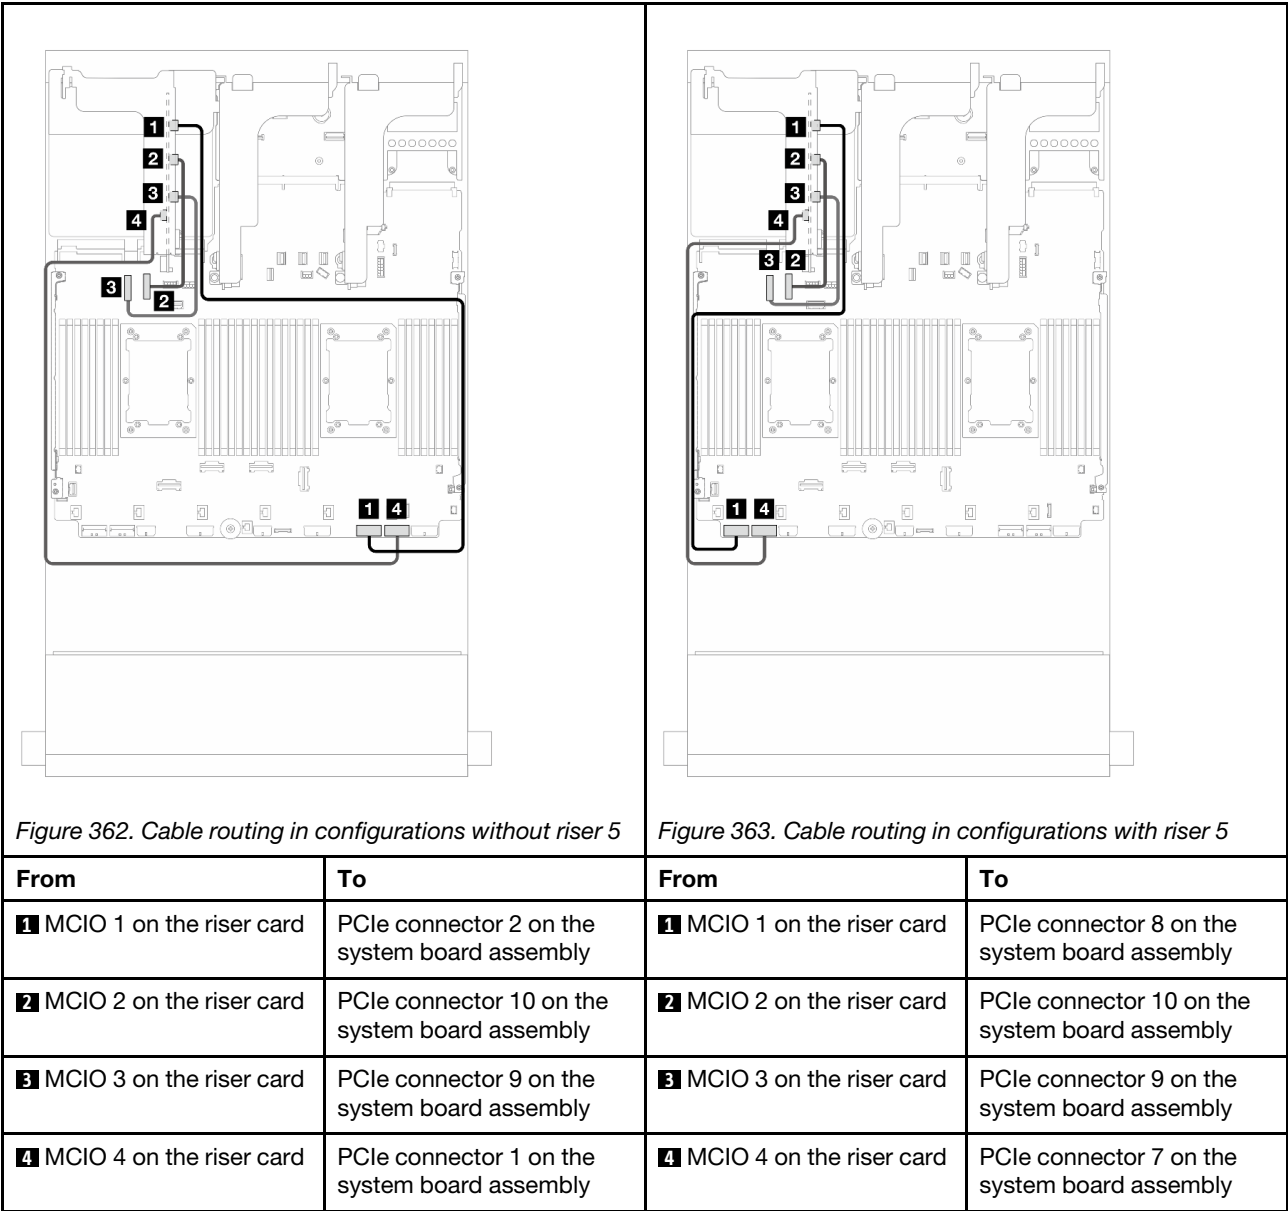 1
2
3
4
3
2
1 4
Figure 362. Cable routing in configurations without riser 5
1
2
3
4
3 2
1 4
Figure 363. Cable routing in configurations with riser 5
From To From To
1 MCIO 1 on the riser card
PCIe connector 2 on the
system board assembly
1 MCIO 1 on the riser card
PCIe connector 8 on the
system board assembly
2 MCIO 2 on the riser card
PCIe connector 10 on the
system board assembly
2 MCIO 2 on the riser card
PCIe connector 10 on the
system board assembly
3 MCIO 3 on the riser card
PCIe connector 9 on the
system board assembly
3 MCIO 3 on the riser card
PCIe connector 9 on the
system board assembly
4 MCIO 4 on the riser card
PCIe connector 1 on the
system board assembly
4 MCIO 4 on the riser card
PCIe connector 7 on the
system board assembly